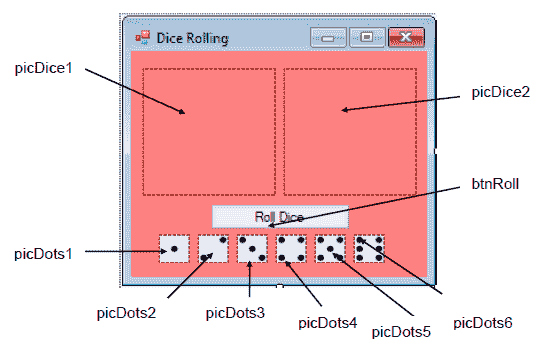 Dice Rolling
picDice1
picDice2
btnRoll
Roll Dice
picDots1
picDots2
picDots3
picDots4
picDots5
picDots6